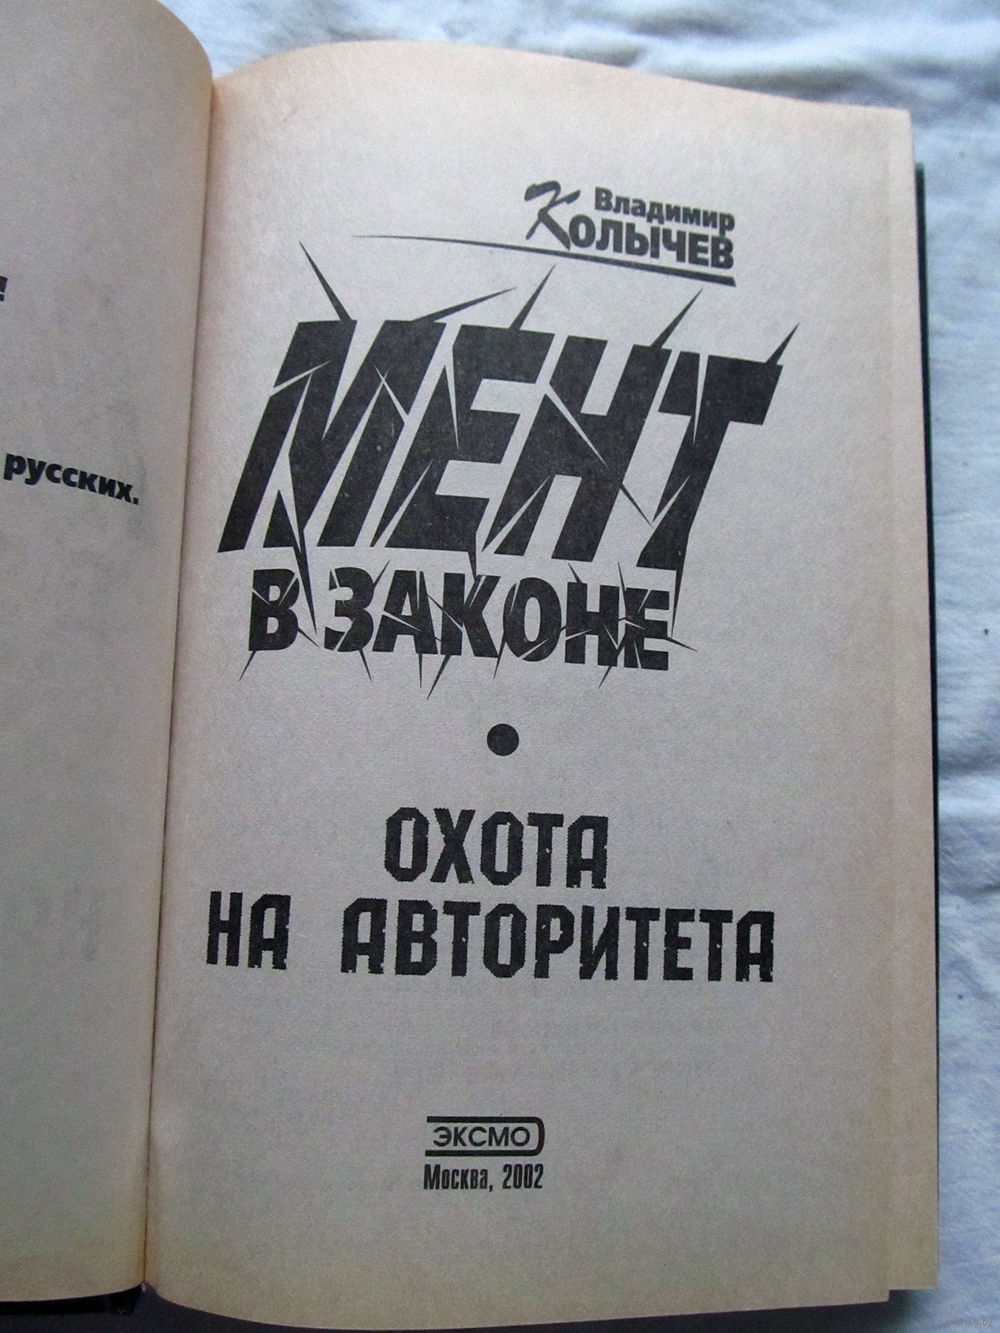 !
русских.
Владимир
КОЛЫЧЕВ
МЕНТ
В ЗАКОНЕ
ОХОТА
НА АВТОРИТЕТА
ЭКСМО
Москва, 2002